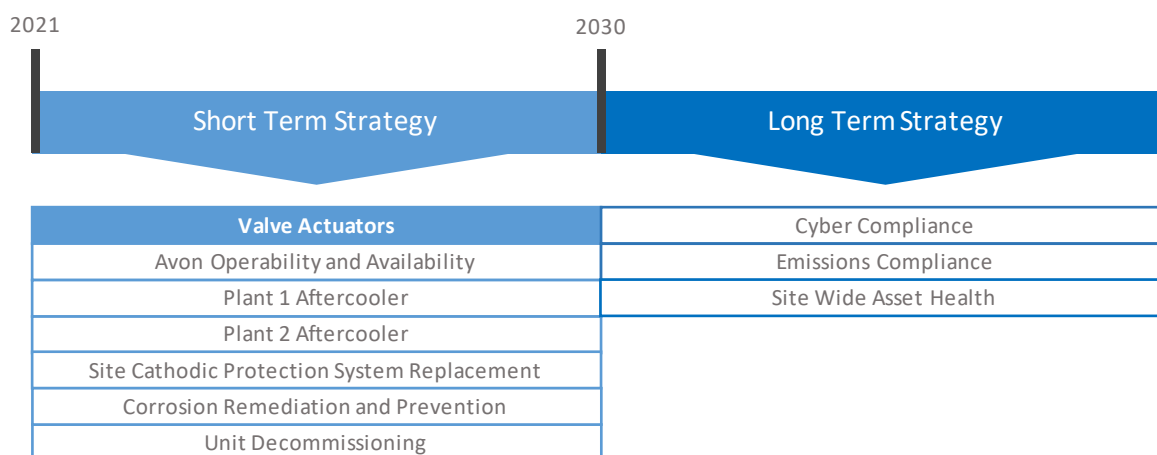 2021
2030
Short Term Strategy
Long Term Strategy
Valve Actuators
Avon Operability and Availability
Plant 1 Aftercooler
Plant 2 Aftercooler
Site Cathodic Protection System Replacement
Corrosion Remediation and Prevention
Unit Decommissioning
Cyber Compliance
Emissions Compliance
Site Wide Asset Health